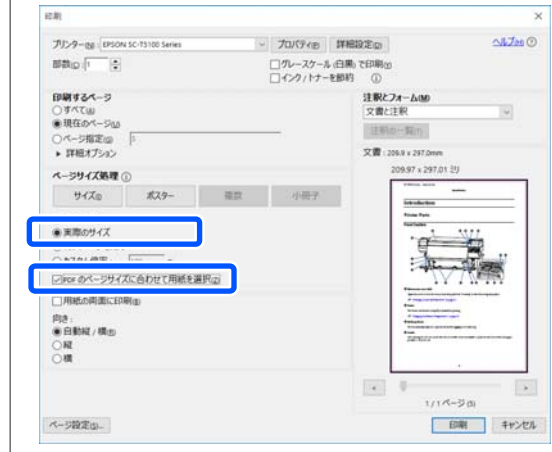 印刷
プリンター(N): EPSON SC-T5100 Series プロパティ(P) 詳細設定(D) ヘルプ(H)
部数(C): 1 グレースケール (白黒) で印刷(Y)
インク / トナーを節約
印刷するページ
すべて(A)
現在のページ(U)
ページ指定(G)
詳細オプション
ページサイズ処理
サイズ(I) ポスター 複数 小冊子
実際のサイズ
PDF のページサイズに合わせて用紙を選択(Z)
用紙の両面に印刷(B)
向き :
自動縦 / 横(E)
縦
横
注釈とフォーム(M)
文書と注釈
注釈の一覧(T)
文書 : 209.9 x 297.0mm
209.97 x 297.01 ミリ
Introduction
Printer Parts
1 / 1 ページ (5)
ページ設定(S)... 印刷 キャンセル